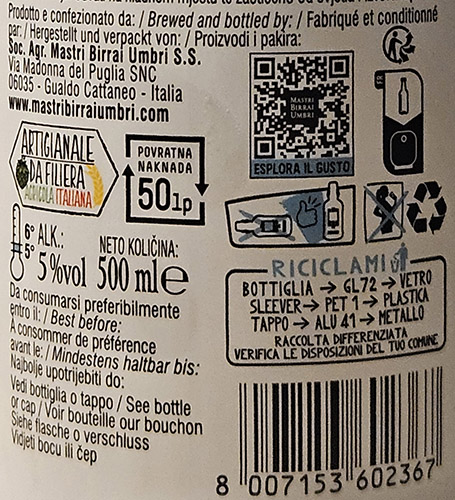 Prodotto e confezionato da: / Brewed and bottled by: / Fabriqué et conditionné
par: / Hergestellt und verpackt von: / Proizvodi i pakira:
Soc. Agr. Mastri Birrai Umbri S.S.
Via Madonna del Puglia SNC
06035 - Gualdo Cattaneo - Italia
www.mastribirraiumbri.com
MASTRI
BIRRAI
UMBRI
ESPLORA IL GUSTO
ARTIGIANALE
DA FILIERA
AGRICOLA ITALIANA
POVRATNA
NAKNADA
50lp
6°
5°
ALK.:
5%vol
NETO KOLIČINA:
500 ml e
RICICLAMI
BOTTIGLIA → GL72 → VETRO
SLEEVER → PET 1 → PLASTICA
TAPPO → ALU 41 → METALLO
RACCOLTA DIFFERENZIATA
VERIFICA LE DISPOSIZIONI DEL TUO COMUNE
Da consumarsi preferibilmente
entro il: / Best before:
À consommer de préférence
avant le: / Mindestens haltbar bis:
Najbolje upotrijebiti do:
Vedi bottiglia o tappo / See bottle
or cap / Voir bouteille our bouchon
Siehe flasche o verschluss
Vidjeti bocu ili čep
8 007153 602367